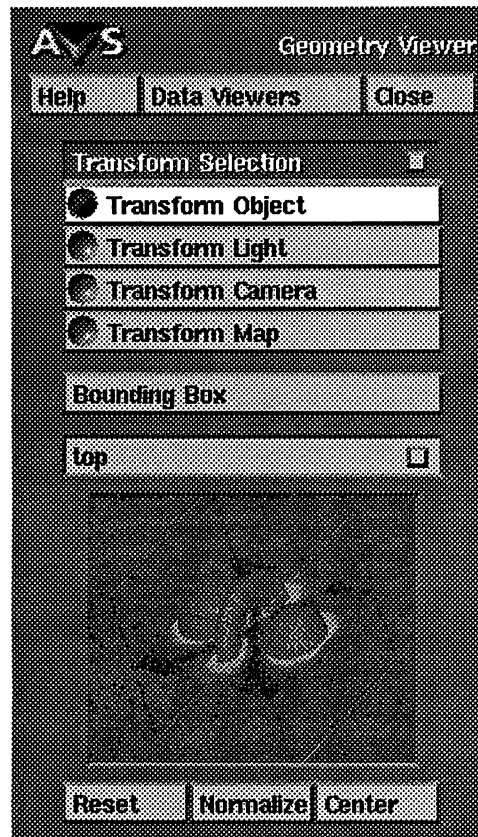 AVS
Geometry Viewer
Help Data Viewers Close
Transform Selection
Transform Object
Transform Light
Transform Camera
Transform Map
Bounding Box
top
Reset Normalize Center